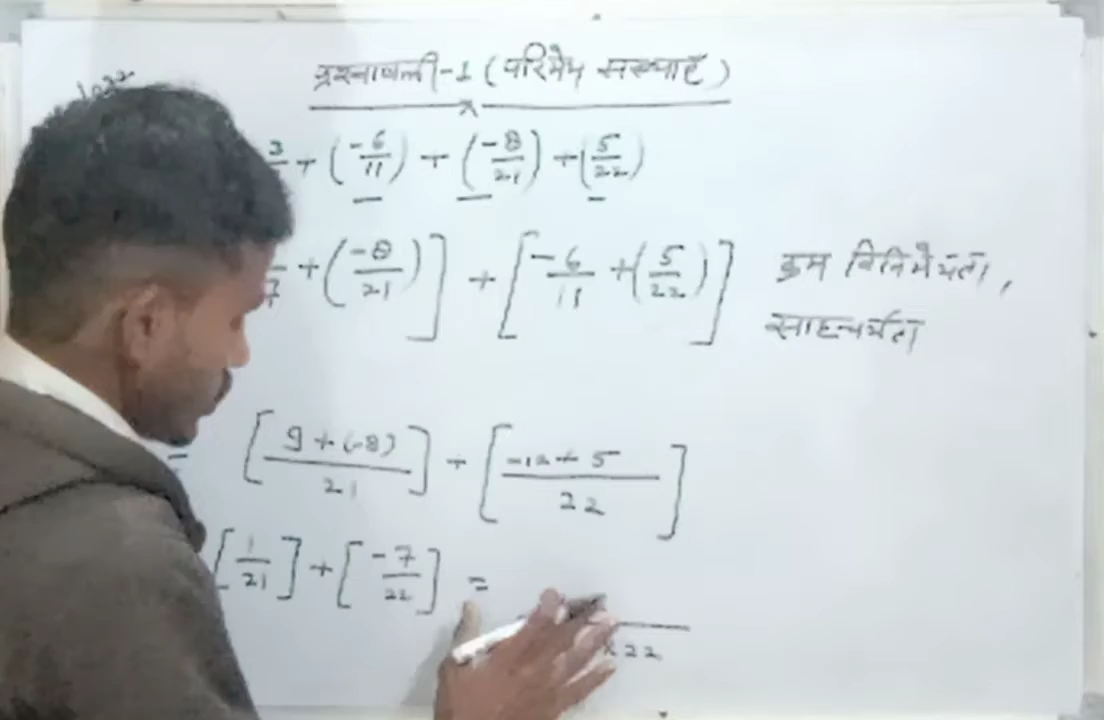 प्रश्नावली-1 (परिमेय संख्याएँ)
3 + (-6/11) + (-8/21) + (5/22)
7 + (-8/21)] + [-6/11 + (5/22)] क्रम विनिमेयता,
साहचर्यता
= [9+(-8)/21] + [-12+5/22]
[1/21] + [-7/22] =
×22